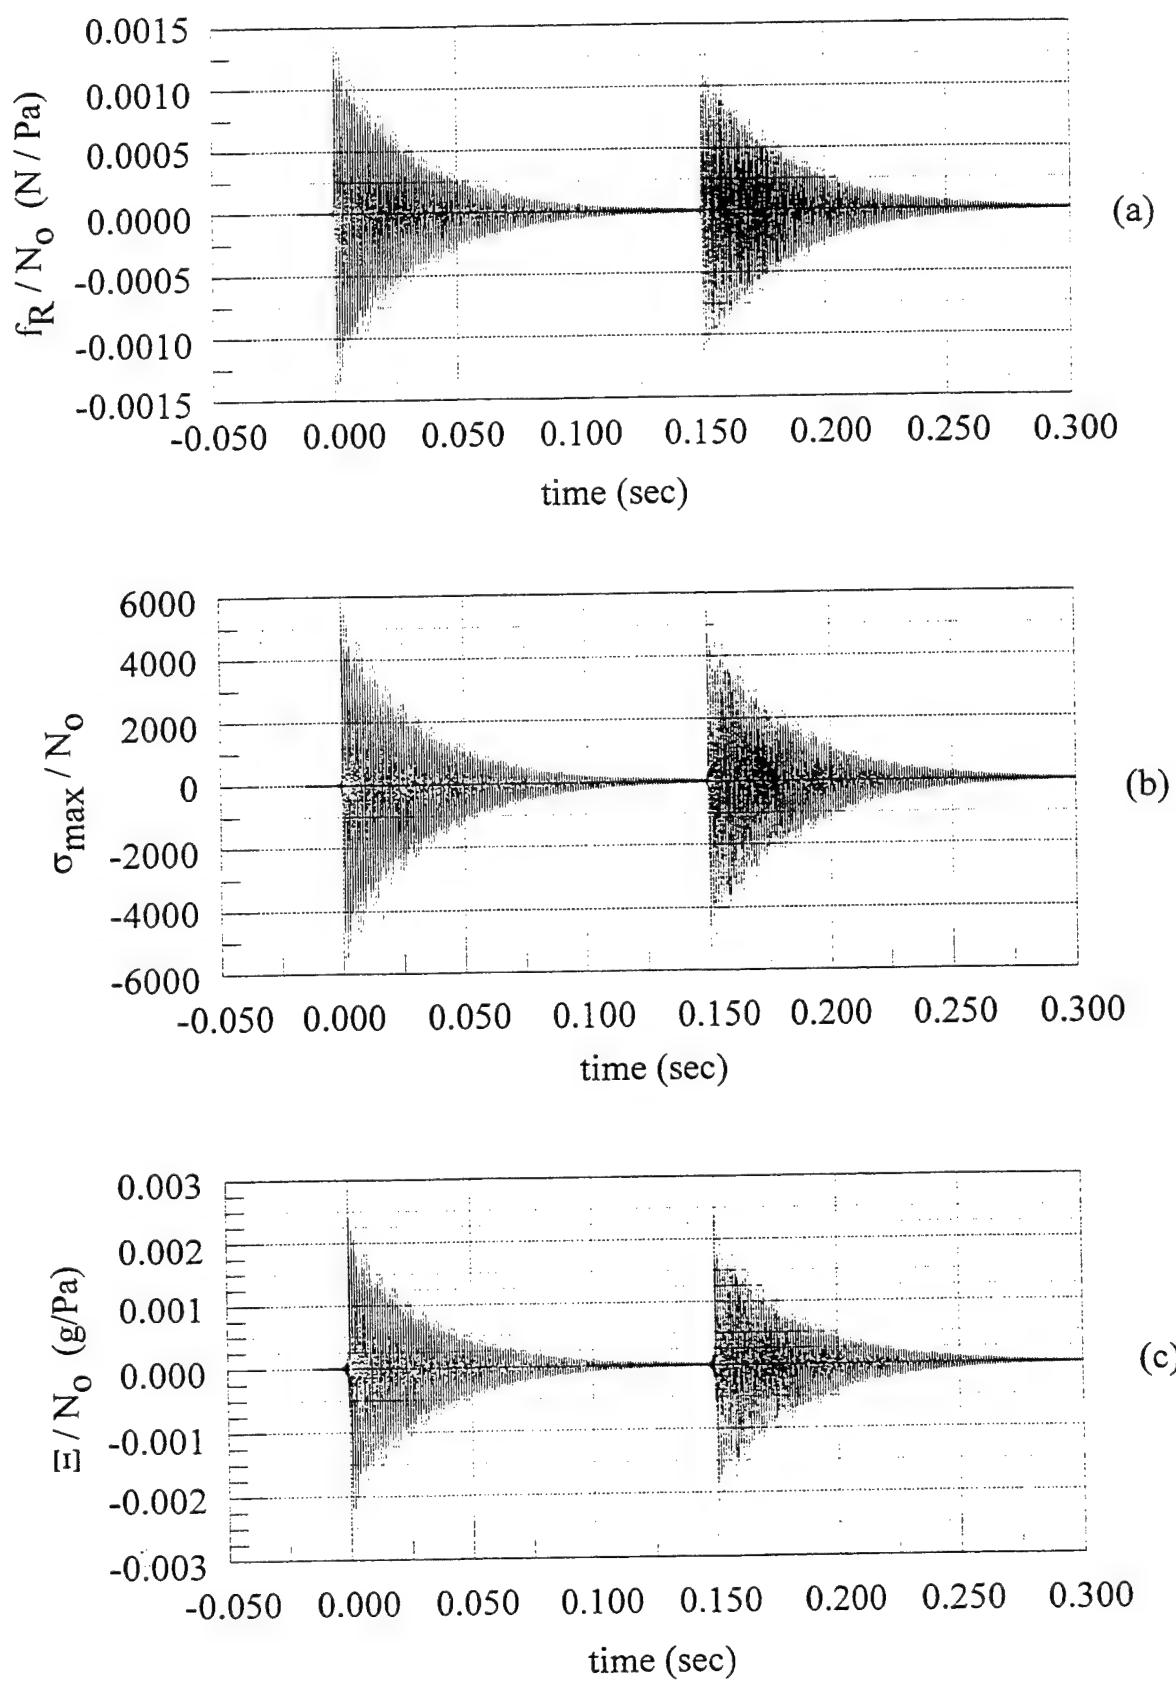 0.0015
0.0010
0.0005
0.0000
-0.0005
-0.0010
-0.0015
f_R / N_o (N / Pa)
(a)
-0.050 0.000 0.050 0.100 0.150 0.200 0.250 0.300
time (sec)
6000
4000
2000
0
-2000
-4000
-6000
σ_max / N_o
(b)
-0.050 0.000 0.050 0.100 0.150 0.200 0.250 0.300
time (sec)
0.003
0.002
0.001
0.000
-0.001
-0.002
-0.003
Ξ / N_o (g/Pa)
(c)
-0.050 0.000 0.050 0.100 0.150 0.200 0.250 0.300
time (sec)